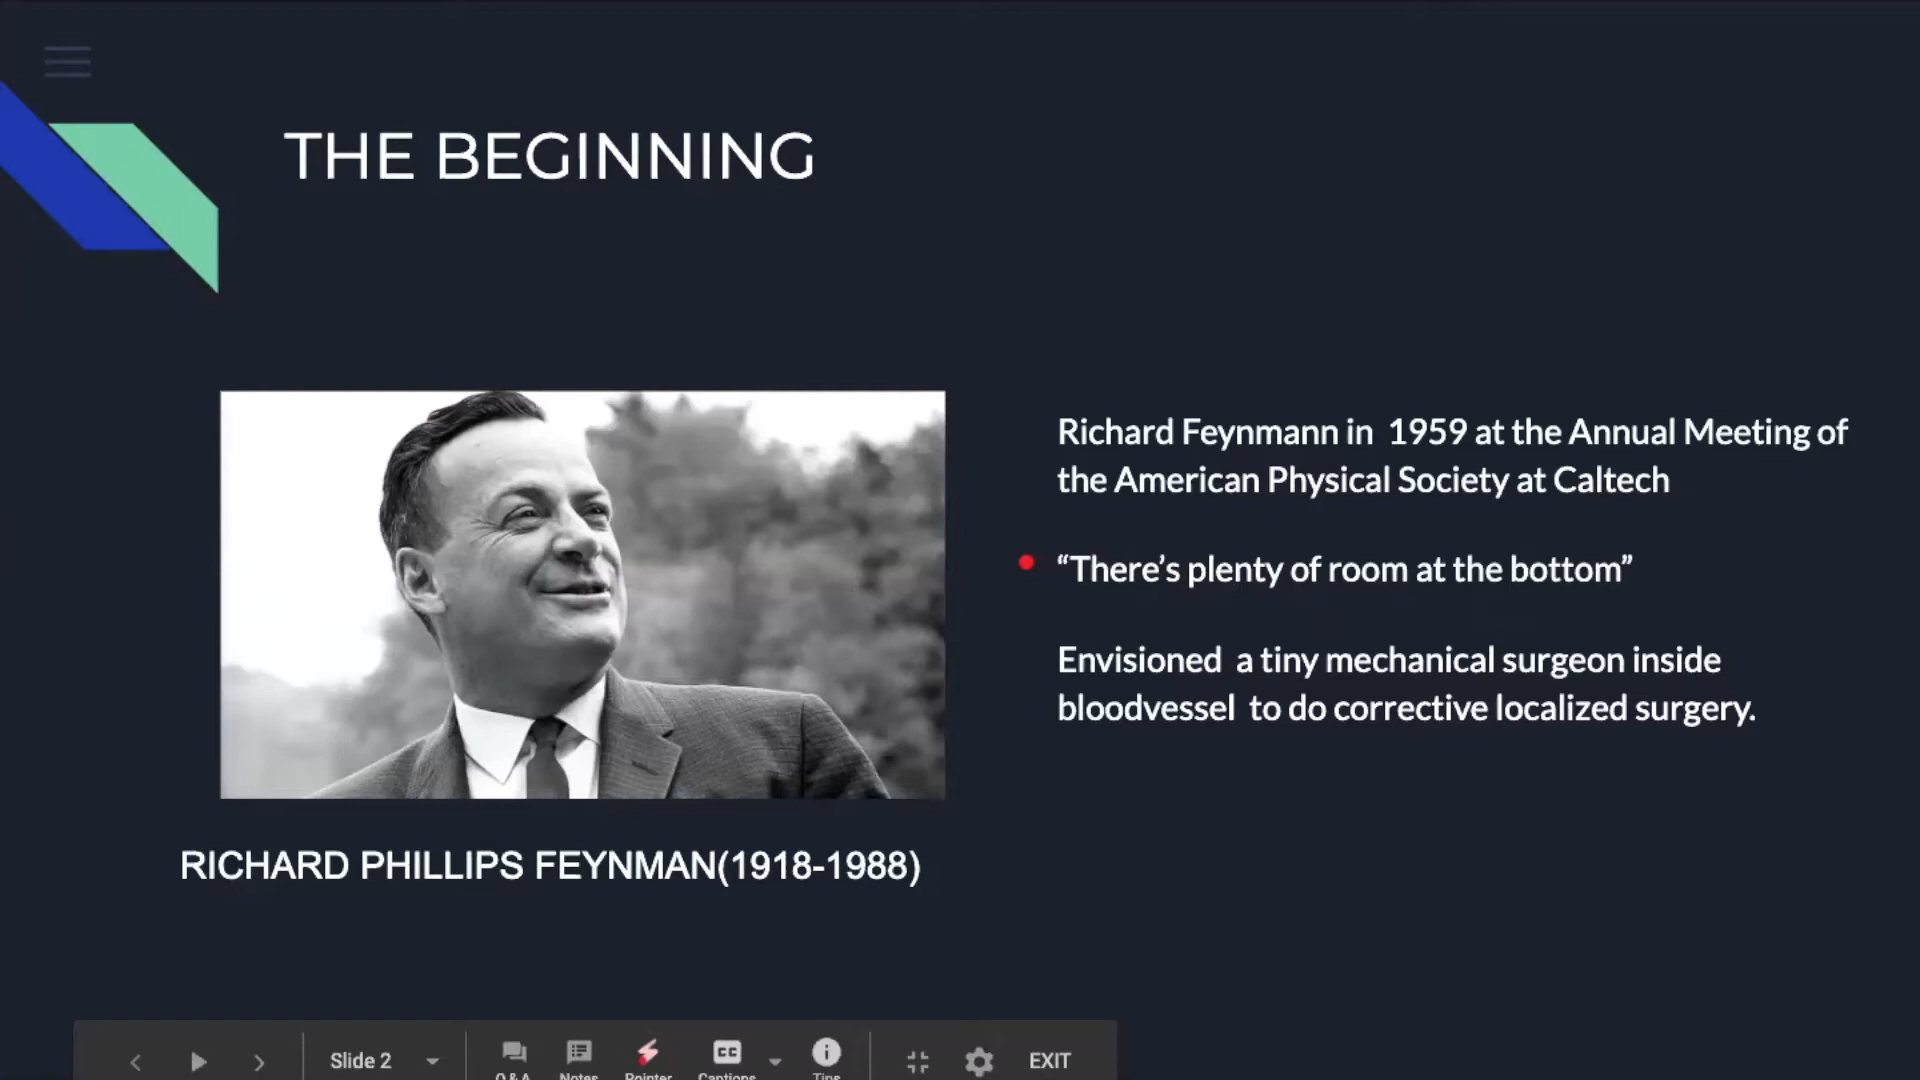 THE BEGINNING
Richard Feynmann in 1959 at the Annual Meeting of
the American Physical Society at Caltech
“There’s plenty of room at the bottom”
Envisioned a tiny mechanical surgeon inside
bloodvessel to do corrective localized surgery.
RICHARD PHILLIPS FEYNMAN(1918-1988)
Slide 2
CC
EXIT
Q & A Notes Pointer Captions Tips